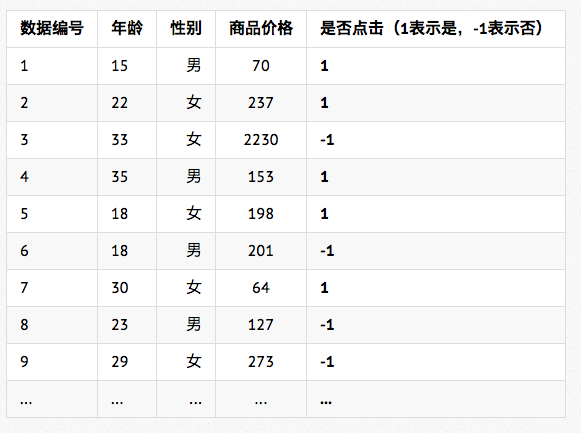 数据编号 年龄 性别 商品价格 是否点击（1表示是，-1表示否）
1 15 男 70 1
2 22 女 237 1
3 33 女 2230 -1
4 35 男 153 1
5 18 女 198 1
6 18 男 201 -1
7 30 女 64 1
8 23 男 127 -1
9 29 女 273 -1
... ... ... ... ...